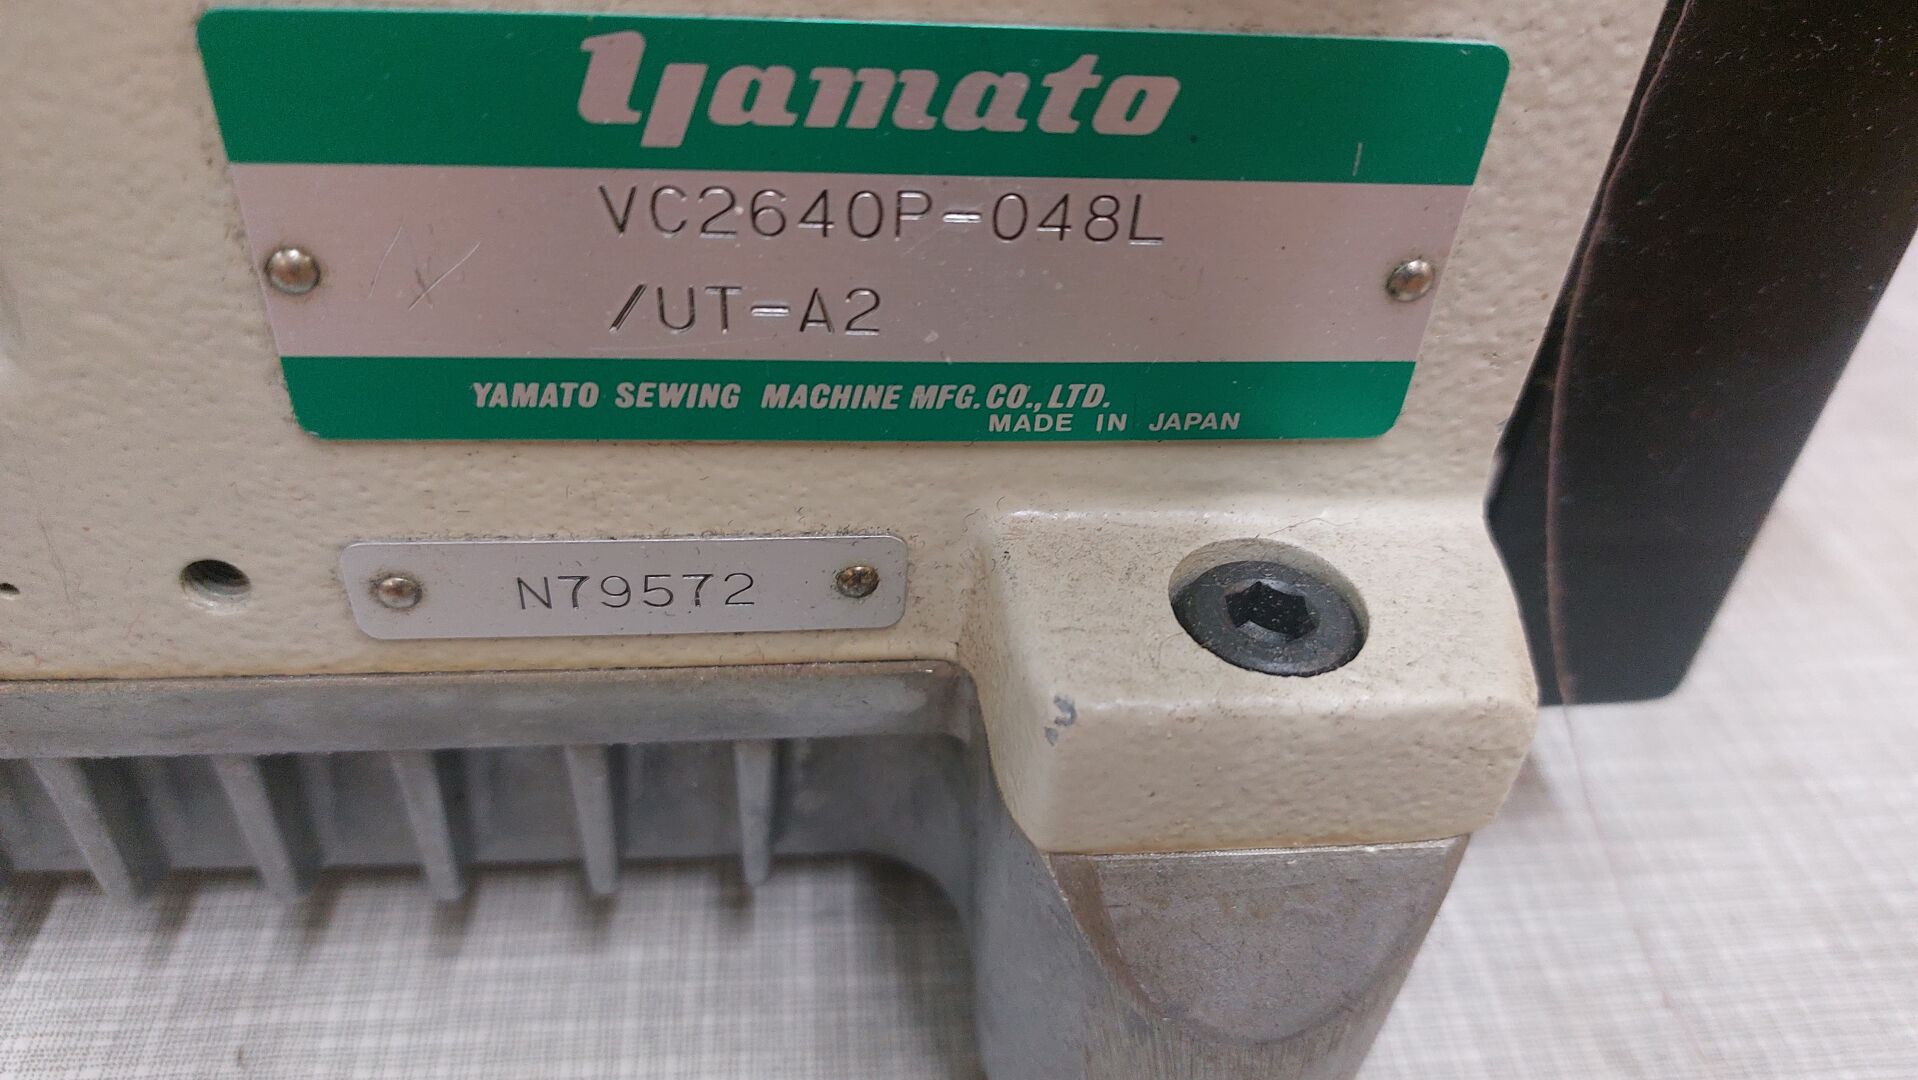 yamato
VC2640P-048L
/UT-A2
YAMATO SEWING MACHINE MFG.CO.,LTD.
MADE IN JAPAN
N79572